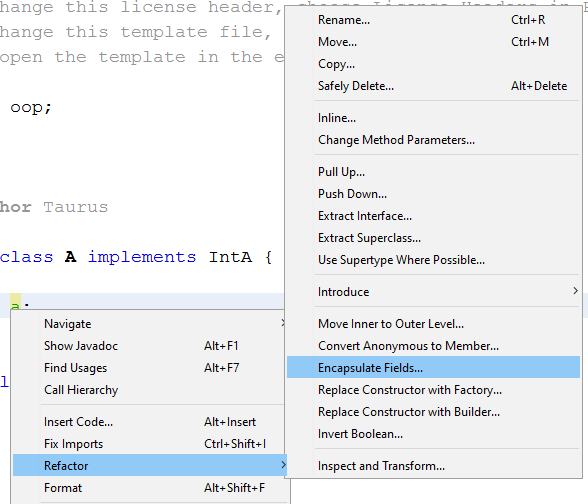 hange this license header, choose License Headers in
hange this template file,
open the template in the e
oop;
hor Taurus
class A implements IntA {
a;
l
Navigate
Show Javadoc Alt+F1
Find Usages Alt+F7
Call Hierarchy
Insert Code... Alt+Insert
Fix Imports Ctrl+Shift+I
Refactor
Format Alt+Shift+F
Rename... Ctrl+R
Move... Ctrl+M
Copy...
Safely Delete... Alt+Delete
Inline...
Change Method Parameters...
Pull Up...
Push Down...
Extract Interface...
Extract Superclass...
Use Supertype Where Possible...
Introduce
Move Inner to Outer Level...
Convert Anonymous to Member...
Encapsulate Fields...
Replace Constructor with Factory...
Replace Constructor with Builder...
Invert Boolean...
Inspect and Transform...